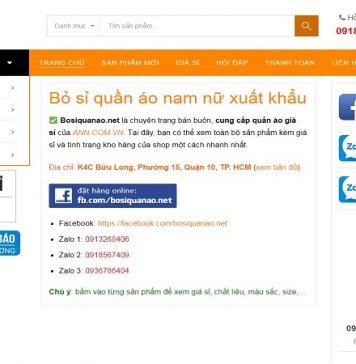 Danh mục
Tìm sản phẩm...
091
TRANG CHỦ SẢN PHẨM MỚI GIÁ SỈ HỎI ĐÁP THANH TOÁN LIÊN H
Bỏ sỉ quần áo nam nữ xuất khẩu
Bosiquanao.net là chuyên trang bán buôn, cung cấp quần áo giá
sỉ của ANN.COM.VN. Tại đây, bạn có thể xem toàn bộ sản phẩm kèm giá
sỉ và tình trạng kho hàng của shop một cách nhanh nhất.
Địa chỉ: K4C Bửu Long, Phường 15, Quận 10, TP. HCM (xem bản đồ).
đặt hàng online:
fb.com/bosiquanao.net
Facebook: https://facebook.com/bosiquanao.net
Zalo 1: 0913268406
Zalo 2: 0918567409
Zalo 3: 0936786404
Chú ý: bấm vào từng sản phẩm để xem giá sỉ, chất liệu, màu sắc, size,...
BÁO
ƯƠNG
Zalo
Zalo
09